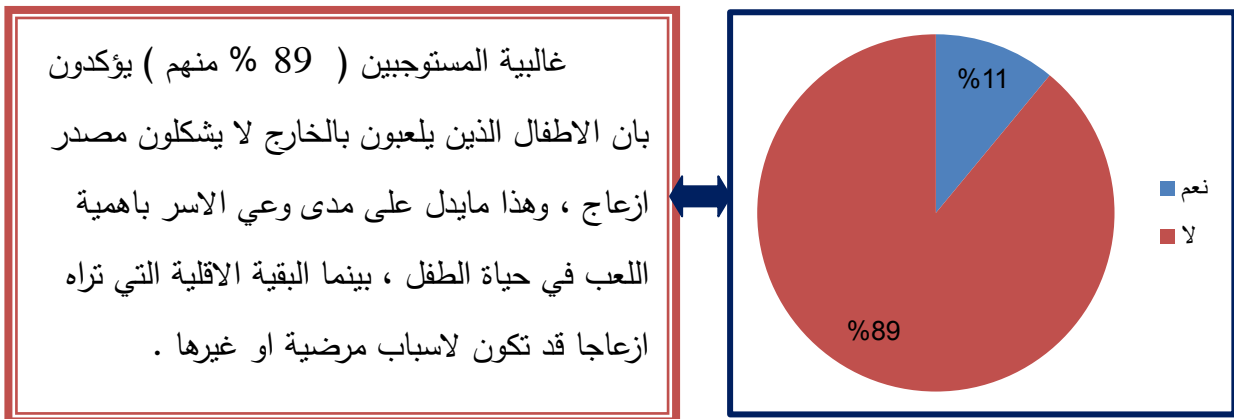 غالبية المستوجبين ( 89 % منهم ) يؤكدون
بان الاطفال الذين يلعبون بالخارج لا يشكلون مصدر
ازعاج ، وهذا مايدل على مدى وعي الاسر باهمية
اللعب في حياة الطفل ، بينما البقية الاقلية التي تراه
ازعاجا قد تكون لاسباب مرضية او غيرها .
%11
%89
نعم
لا